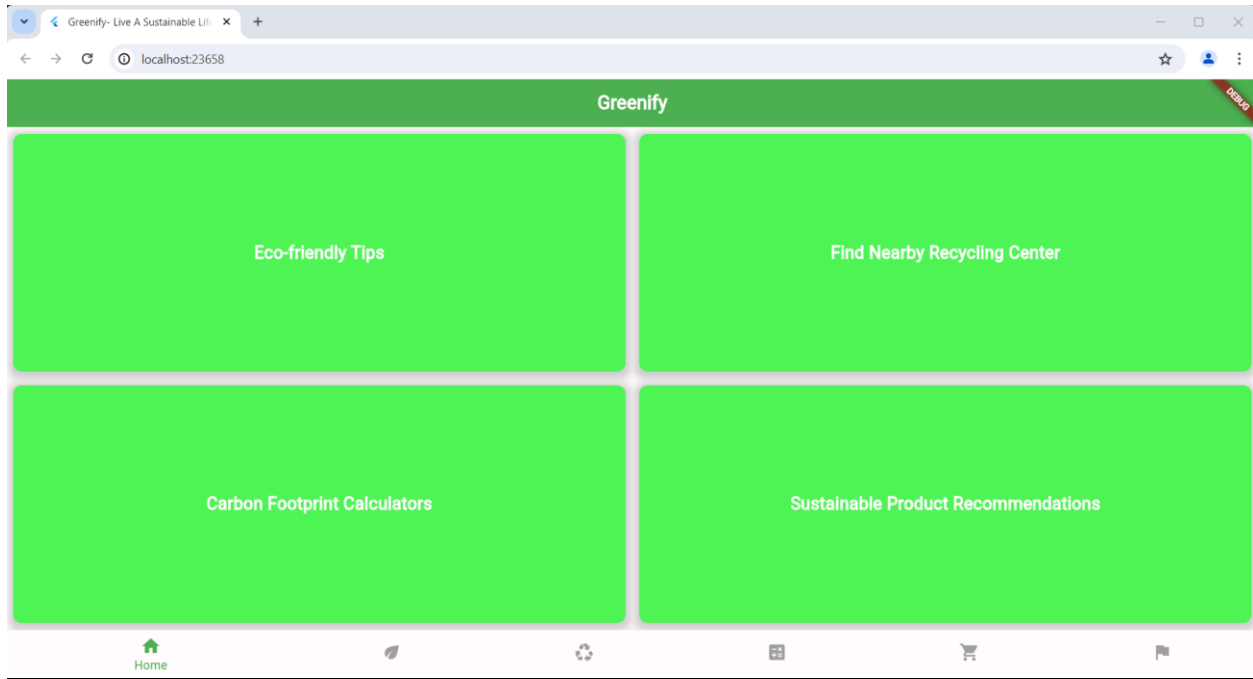 Greenify- Live A Sustainable Life
localhost:23658
Greenify
DEBUG
Eco-friendly Tips
Find Nearby Recycling Center
Carbon Footprint Calculators
Sustainable Product Recommendations
Home